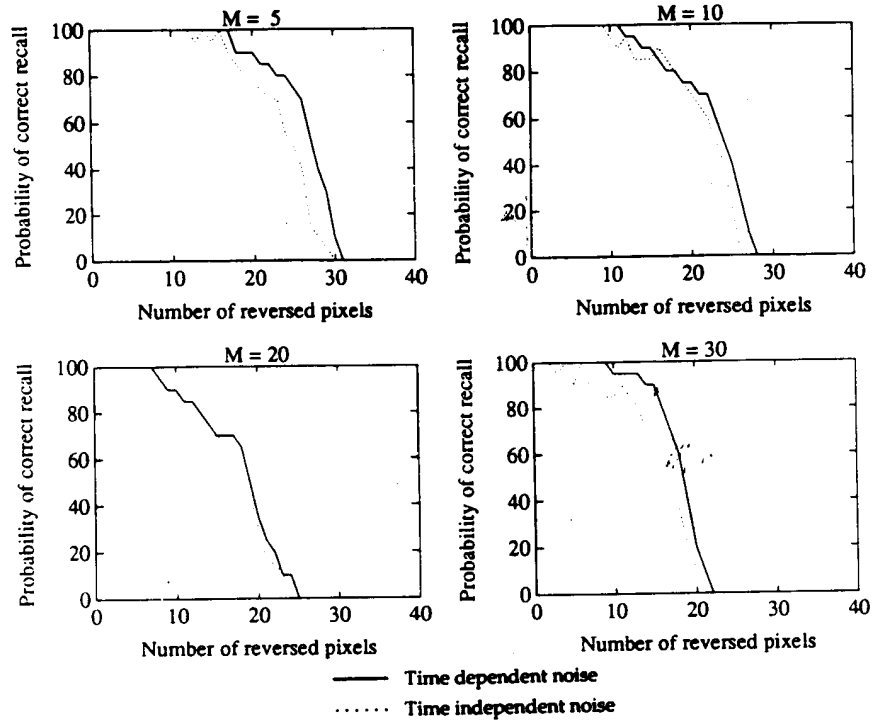 M = 5
Probability of correct recall
100
80
60
40
20
0
0 10 20 30 40
Number of reversed pixels
M = 10
Probability of correct recall
100
80
60
40
20
0
0 10 20 30 40
Number of reversed pixels
M = 20
Probability of correct recall
100
80
60
40
20
0
0 10 20 30 40
Number of reversed pixels
M = 30
Probability of correct recall
100
80
60
40
20
0
0 10 20 30 40
Number of reversed pixels
Time dependent noise
Time independent noise